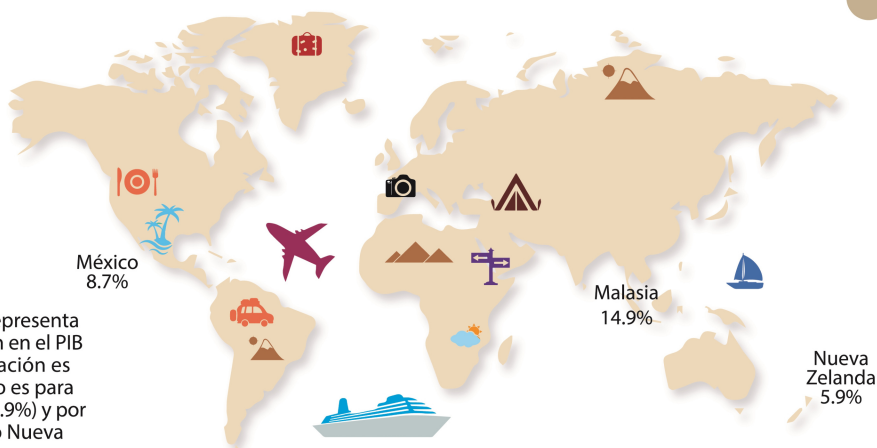 México
8.7%
Malasia
14.9%
Nueva
Zelanda
5.9%
epresenta
en el PIB
ación es
o es para
.9%) y por
Nueva